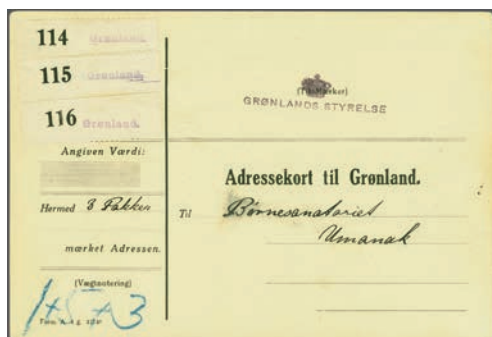 114 Grønland.
115 Grønland.
116 Grønland.
Angiven Værdi:
Hermed 3 Pakker
mærket Adressen.
(Vægtnotering)
1+5+3
(Frimærker)
GRØNLANDS STYRELSE
Adressekort til Grønland.
Til Børnesanatoriet
Umanak